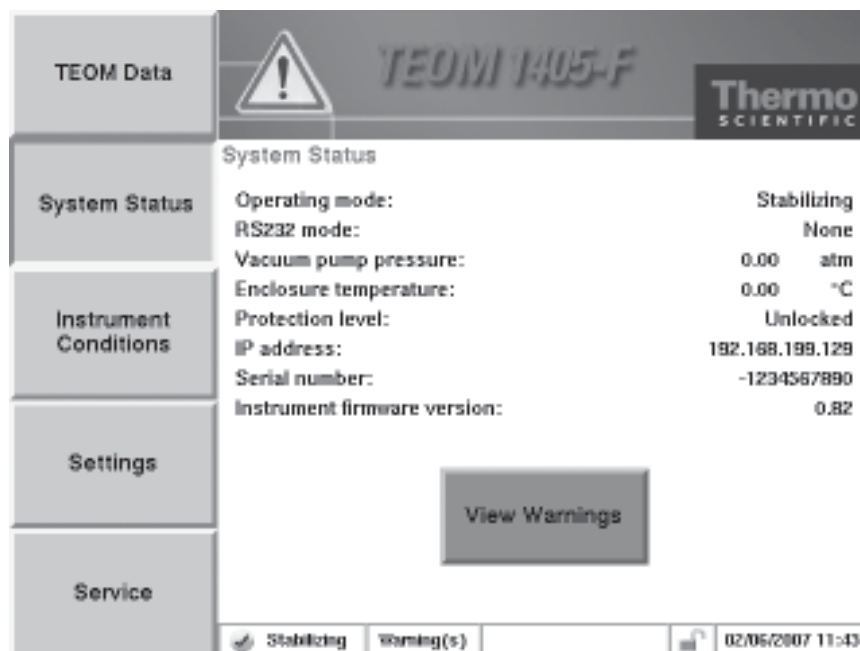 TEOM Data
TEOM 1405-F
Thermo
SCIENTIFIC
System Status
System Status
Operating mode: Stabilizing
RS232 mode: None
Vacuum pump pressure: 0.00 atm
Enclosure temperature: 0.00 °C
Instrument
Conditions
Protection level: Unlocked
IP address: 192.168.199.129
Serial number: -1234567890
Instrument firmware version: 0.82
Settings
View Warnings
Service
Stabilizing Warning(s) 02/06/2007 11:43